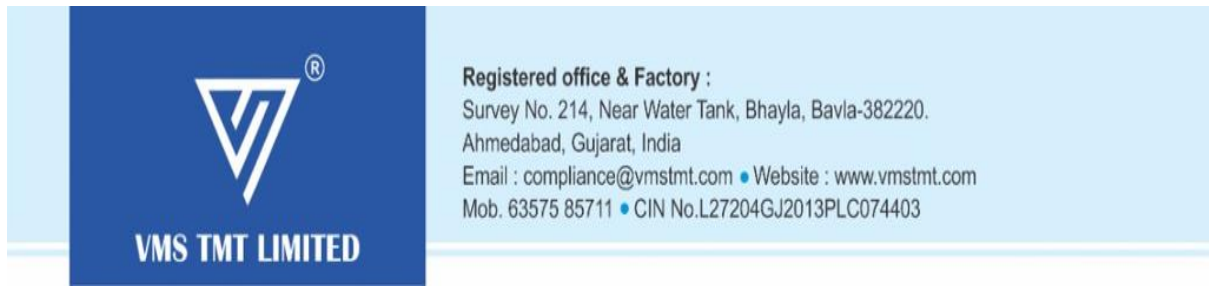 ®
VMS TMT LIMITED
Registered office & Factory :
Survey No. 214, Near Water Tank, Bhayla, Bavla-382220.
Ahmedabad, Gujarat, India
Email : compliance@vmstmt.com • Website : www.vmstmt.com
Mob. 63575 85711 • CIN No.L27204GJ2013PLC074403